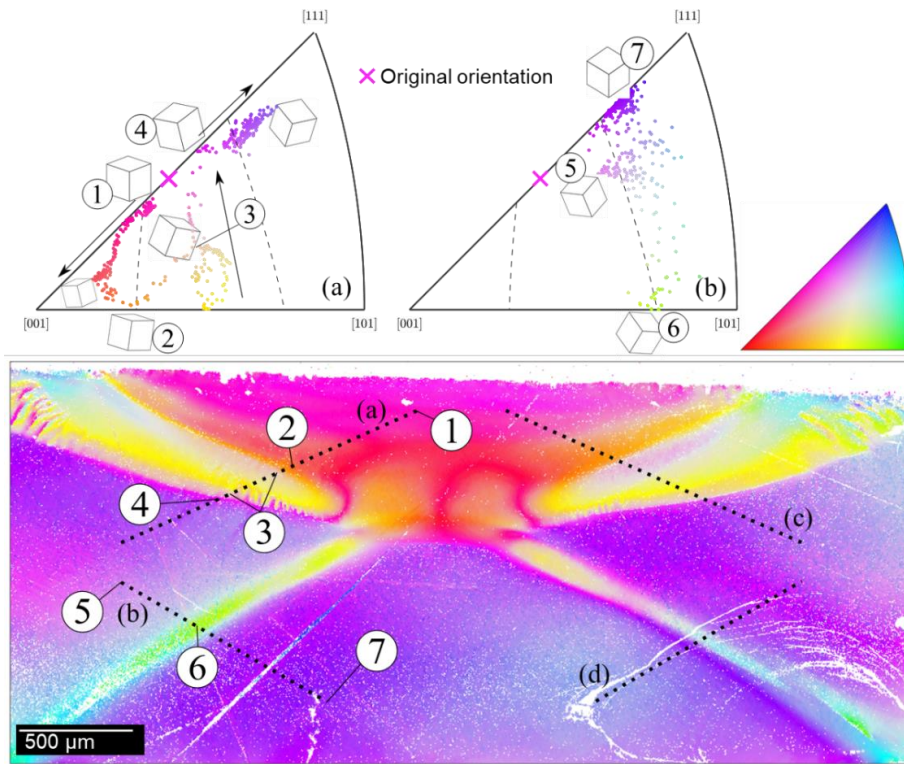 [111]
[111]
Original orientation
7
4
1
5
3
(a)
(b)
[001]
[101]
[001]
[101]
2
6
(a)
2
1
4
3
(c)
5
(b)
6
7
(d)
500 µm